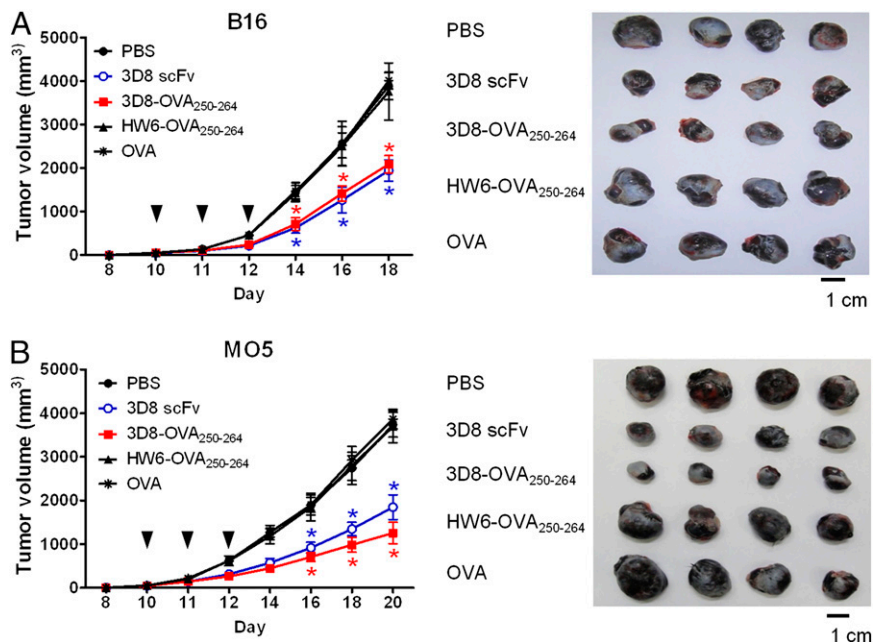 A
B16
Tumor volume (mm³)
5000
4000
3000
2000
1000
0
PBS
3D8 scFv
3D8-OVA₂₅₀₋₂₆₄
HW6-OVA₂₅₀₋₂₆₄
OVA
*
*
*
*
*
*
8 10 11 12 14 16 18
Day
PBS
3D8 scFv
3D8-OVA₂₅₀₋₂₆₄
HW6-OVA₂₅₀₋₂₆₄
OVA
1 cm
B
MO5
Tumor volume (mm³)
5000
4000
3000
2000
1000
0
PBS
3D8 scFv
3D8-OVA₂₅₀₋₂₆₄
HW6-OVA₂₅₀₋₂₆₄
OVA
*
*
*
*
*
*
8 10 11 12 14 16 18 20
Day
PBS
3D8 scFv
3D8-OVA₂₅₀₋₂₆₄
HW6-OVA₂₅₀₋₂₆₄
OVA
1 cm